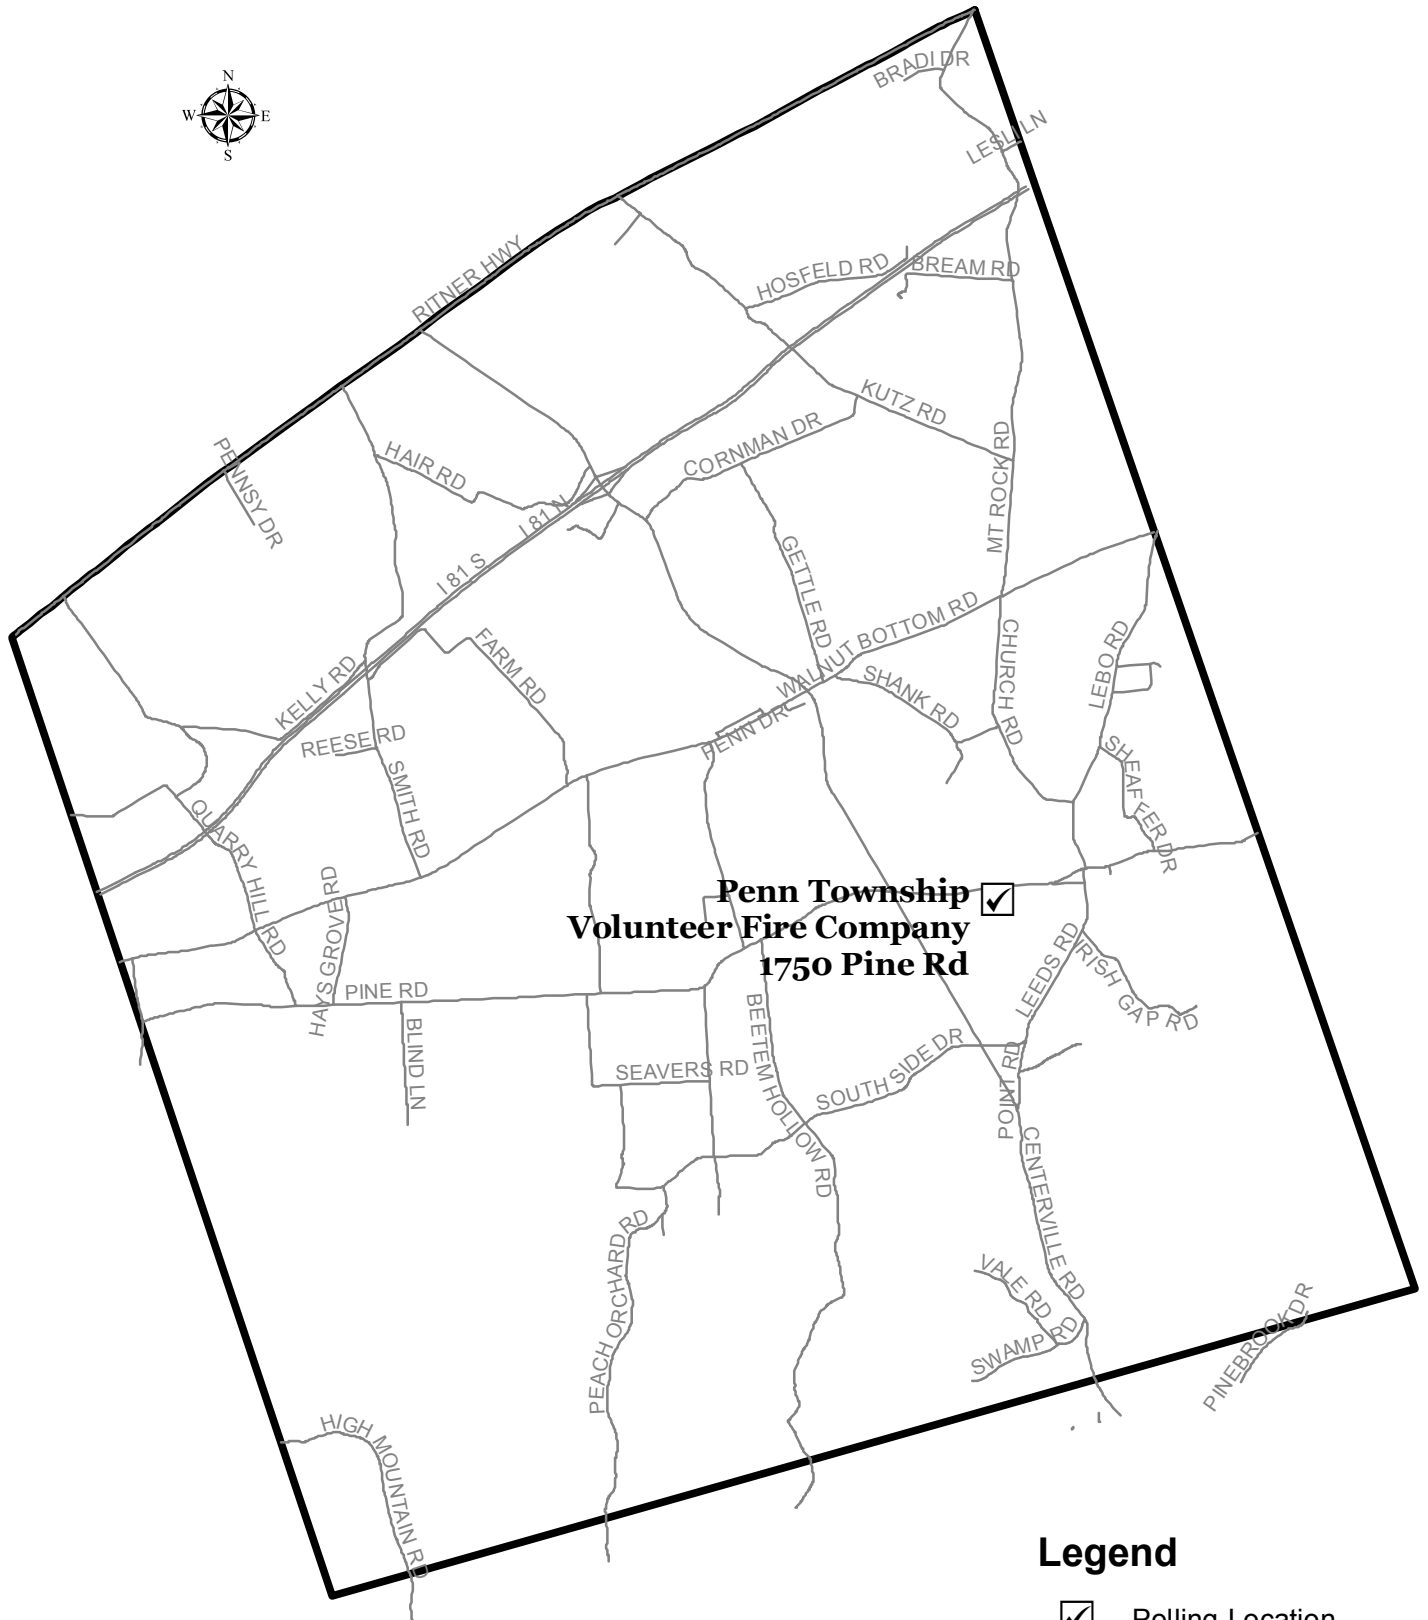 BRADI DR
N
W
E
S
LESLI LN
RITNER HWY
HOSFELD RD
BREAM RD
KUTZ RD
CORNMAN DR
HAIR RD
MT ROCK RD
PENNSY DR
I 81 N
I 81 S
GETTLE RD
WALNUT BOTTOM RD
FARM RD
CHURCH RD
LEBO RD
KELLY RD
SHANK RD
REESE RD
PENN DR
SHEAFFER DR
SMITH RD
QUARRY HILL RD
HAYS GROVE RD
Penn Township
Volunteer Fire Company
1750 Pine Rd
LEEDS RD
IRISH GAP RD
PINE RD
BLIND LN
BEETEM HOLLOW RD
SEAVERS RD
SOUTH SIDE DR
POINT RD
CENTERVILLE RD
PEACH ORCHARD RD
VALE RD
SWAMP RD
PINEBROOK DR
HIGH MOUNTAIN RD
Legend
Polling Location